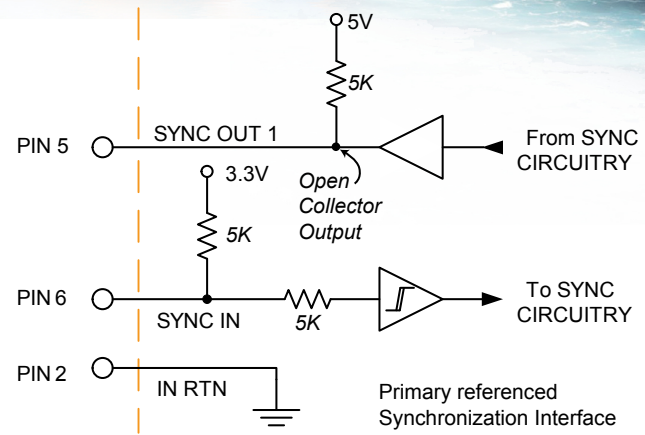 5V
5K
PIN 5
SYNC OUT 1
From SYNC
CIRCUITRY
3.3V
Open
Collector
Output
5K
PIN 6
SYNC IN
5K
To SYNC
CIRCUITRY
PIN 2
IN RTN
Primary referenced
Synchronization Interface